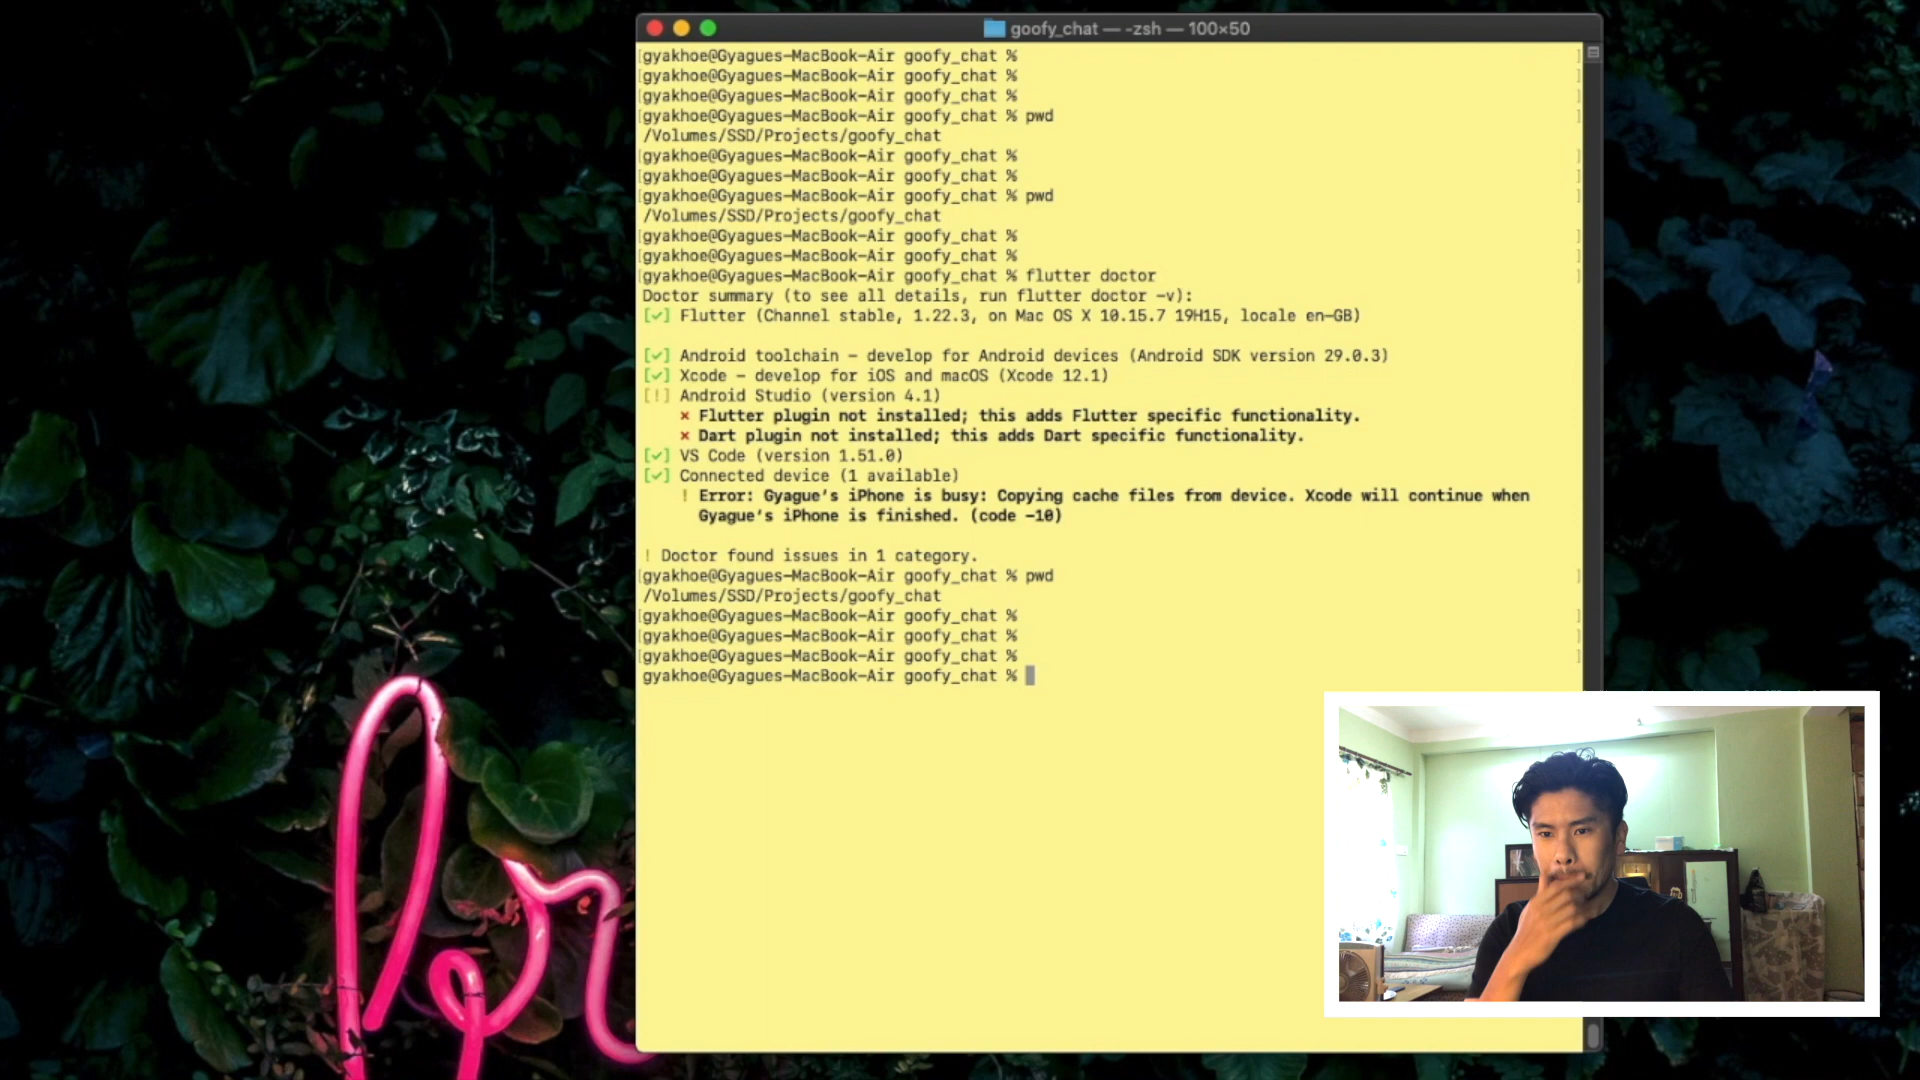 goofy_chat — -zsh — 100×50
gyakhoe@Gyagues-MacBook-Air goofy_chat %
gyakhoe@Gyagues-MacBook-Air goofy_chat %
gyakhoe@Gyagues-MacBook-Air goofy_chat %
gyakhoe@Gyagues-MacBook-Air goofy_chat % pwd
/Volumes/SSD/Projects/goofy_chat
gyakhoe@Gyagues-MacBook-Air goofy_chat %
gyakhoe@Gyagues-MacBook-Air goofy_chat %
gyakhoe@Gyagues-MacBook-Air goofy_chat % pwd
/Volumes/SSD/Projects/goofy_chat
gyakhoe@Gyagues-MacBook-Air goofy_chat %
gyakhoe@Gyagues-MacBook-Air goofy_chat %
gyakhoe@Gyagues-MacBook-Air goofy_chat % flutter doctor
Doctor summary (to see all details, run flutter doctor -v):
[✓] Flutter (Channel stable, 1.22.3, on Mac OS X 10.15.7 19H15, locale en-GB)
[✓] Android toolchain - develop for Android devices (Android SDK version 29.0.3)
[✓] Xcode - develop for iOS and macOS (Xcode 12.1)
[!] Android Studio (version 4.1)
✗ Flutter plugin not installed; this adds Flutter specific functionality.
✗ Dart plugin not installed; this adds Dart specific functionality.
[✓] VS Code (version 1.51.0)
[✓] Connected device (1 available)
! Error: Gyague's iPhone is busy: Copying cache files from device. Xcode will continue when
Gyague's iPhone is finished. (code -10)
! Doctor found issues in 1 category.
gyakhoe@Gyagues-MacBook-Air goofy_chat % pwd
/Volumes/SSD/Projects/goofy_chat
gyakhoe@Gyagues-MacBook-Air goofy_chat %
gyakhoe@Gyagues-MacBook-Air goofy_chat %
gyakhoe@Gyagues-MacBook-Air goofy_chat %
gyakhoe@Gyagues-MacBook-Air goofy_chat %